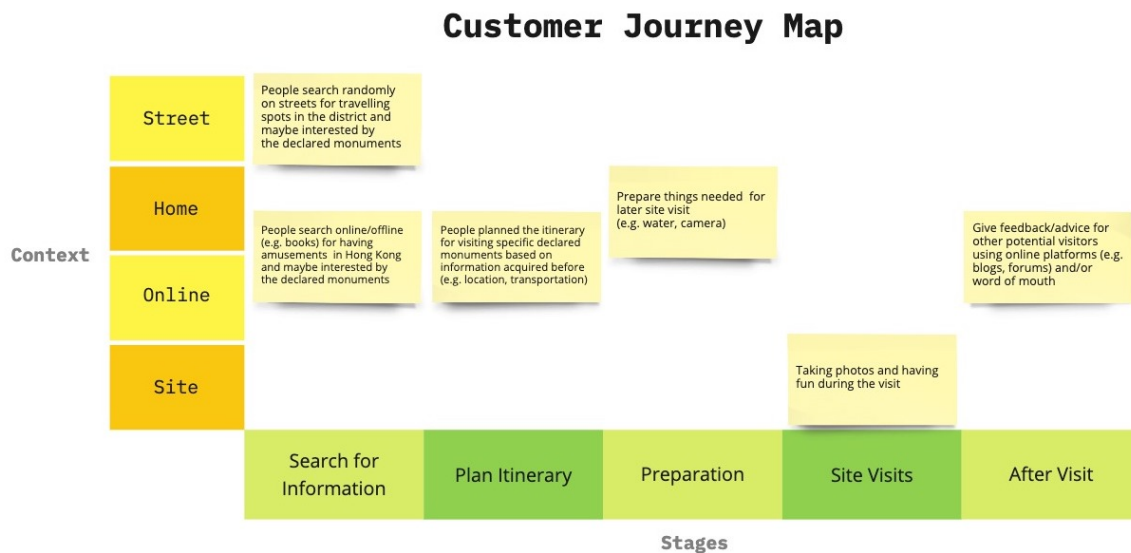 Customer Journey Map
Street
People search randomly
on streets for travelling
spots in the district and
maybe interested by
the declared monuments
Home
Prepare things needed  for
later site visit
(e.g. water, camera)
Context
People search online/offline
(e.g. books) for having
amusements  in Hong Kong
and maybe interested by
the declared monuments
People planned the itinerary
for visiting specific declared
monuments based on
information acquired before
(e.g. location, transportation)
Give feedback/advice for
other potential visitors
using online platforms (e.g.
blogs, forums) and/or
word of mouth
Online
Site
Taking photos and having
fun during the visit
Search for
Information
Plan Itinerary
Preparation
Site Visits
After Visit
Stages